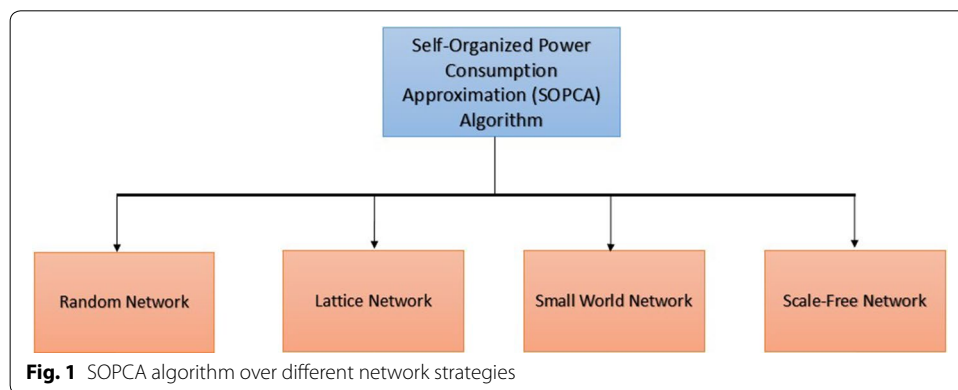 Self-Organized Power
Consumption
Approximation (SOPCA)
Algorithm
Random Network
Lattice Network
Small World Network
Scale-Free Network
Fig. 1 SOPCA algorithm over different network strategies